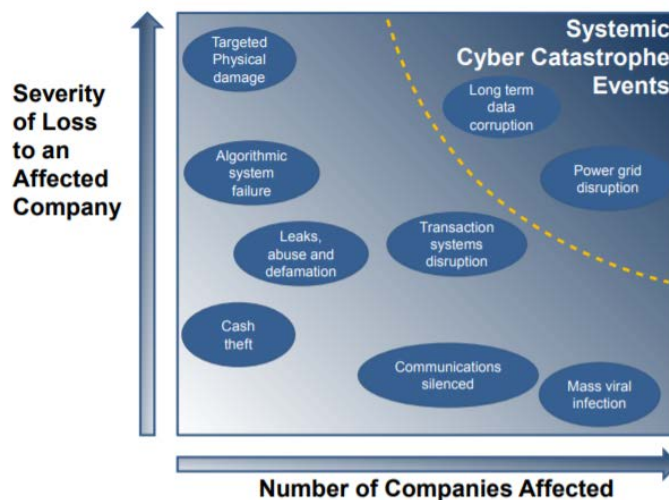 Severity
of Loss
to an
Affected
Company
Systemic
Cyber Catastrophe
Events
Targeted
Physical
damage
Long term
data
corruption
Algorithmic
system
failure
Power grid
disruption
Leaks,
abuse and
defamation
Transaction
systems
disruption
Cash
theft
Communications
silenced
Mass viral
infection
Number of Companies Affected